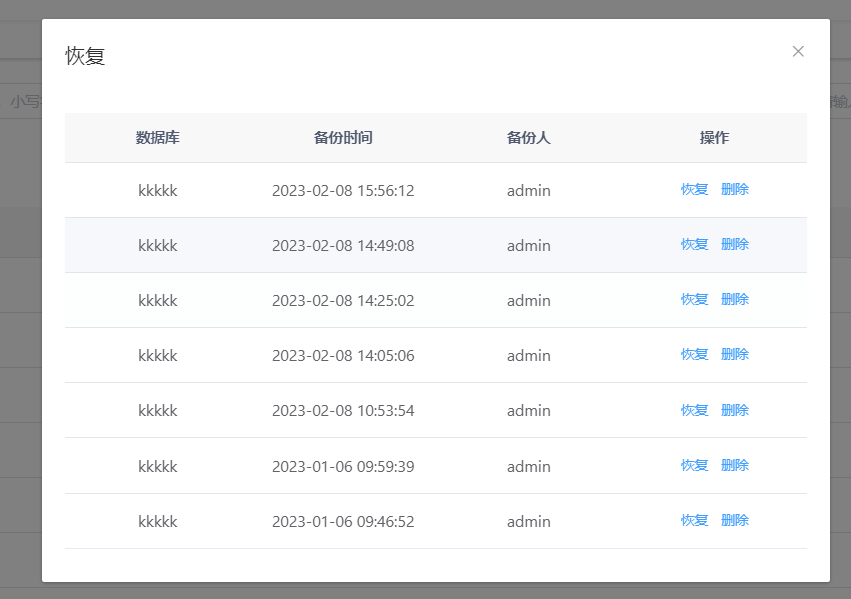 恢复
小写
输
数据库 备份时间 备份人 操作
kkkkk 2023-02-08 15:56:12 admin 恢复 删除
kkkkk 2023-02-08 14:49:08 admin 恢复 删除
kkkkk 2023-02-08 14:25:02 admin 恢复 删除
kkkkk 2023-02-08 14:05:06 admin 恢复 删除
kkkkk 2023-02-08 10:53:54 admin 恢复 删除
kkkkk 2023-01-06 09:59:39 admin 恢复 删除
kkkkk 2023-01-06 09:46:52 admin 恢复 删除